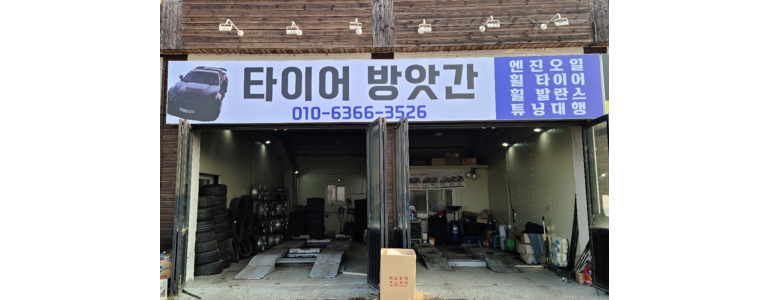 타이어 방앗간
010-6366-3526
엔진오일
휠 타이어
휠 발란스
튜닝대행